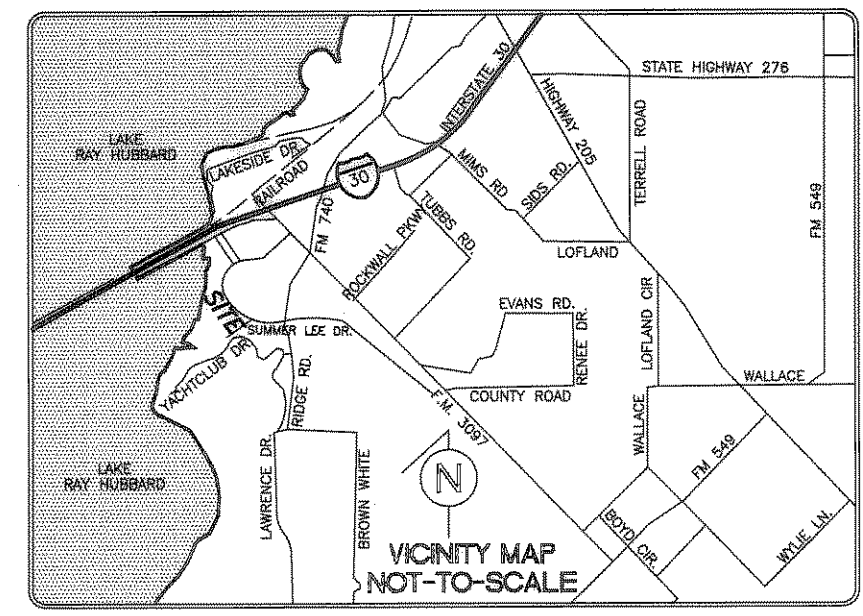 STATE HIGHWAY 276
INTERSTATE 30
HIGHWAY 205
TERRELL ROAD
LAKE
RAY HUBBARD
LAKESIDE DR.
RAILROAD
30
MIMS RD
SIDS RD.
FM 549
FM 740
TUBBS RD.
ROCKWALL PKWY
LOFLAND
SITE
SUMMER LEE DR.
EVANS RD.
RENEE DR.
LOFLAND CIR
YACHTCLUB DR
RIDGE RD.
COUNTY ROAD
WALLACE
F.M. 3097
WALLACE
LAKE
RAY HUBBARD
LAWRENCE DR.
BROWN WHITE
N
FM 549
BOYD CIR.
WYLIE LN.
VICINITY MAP
NOT-TO-SCALE